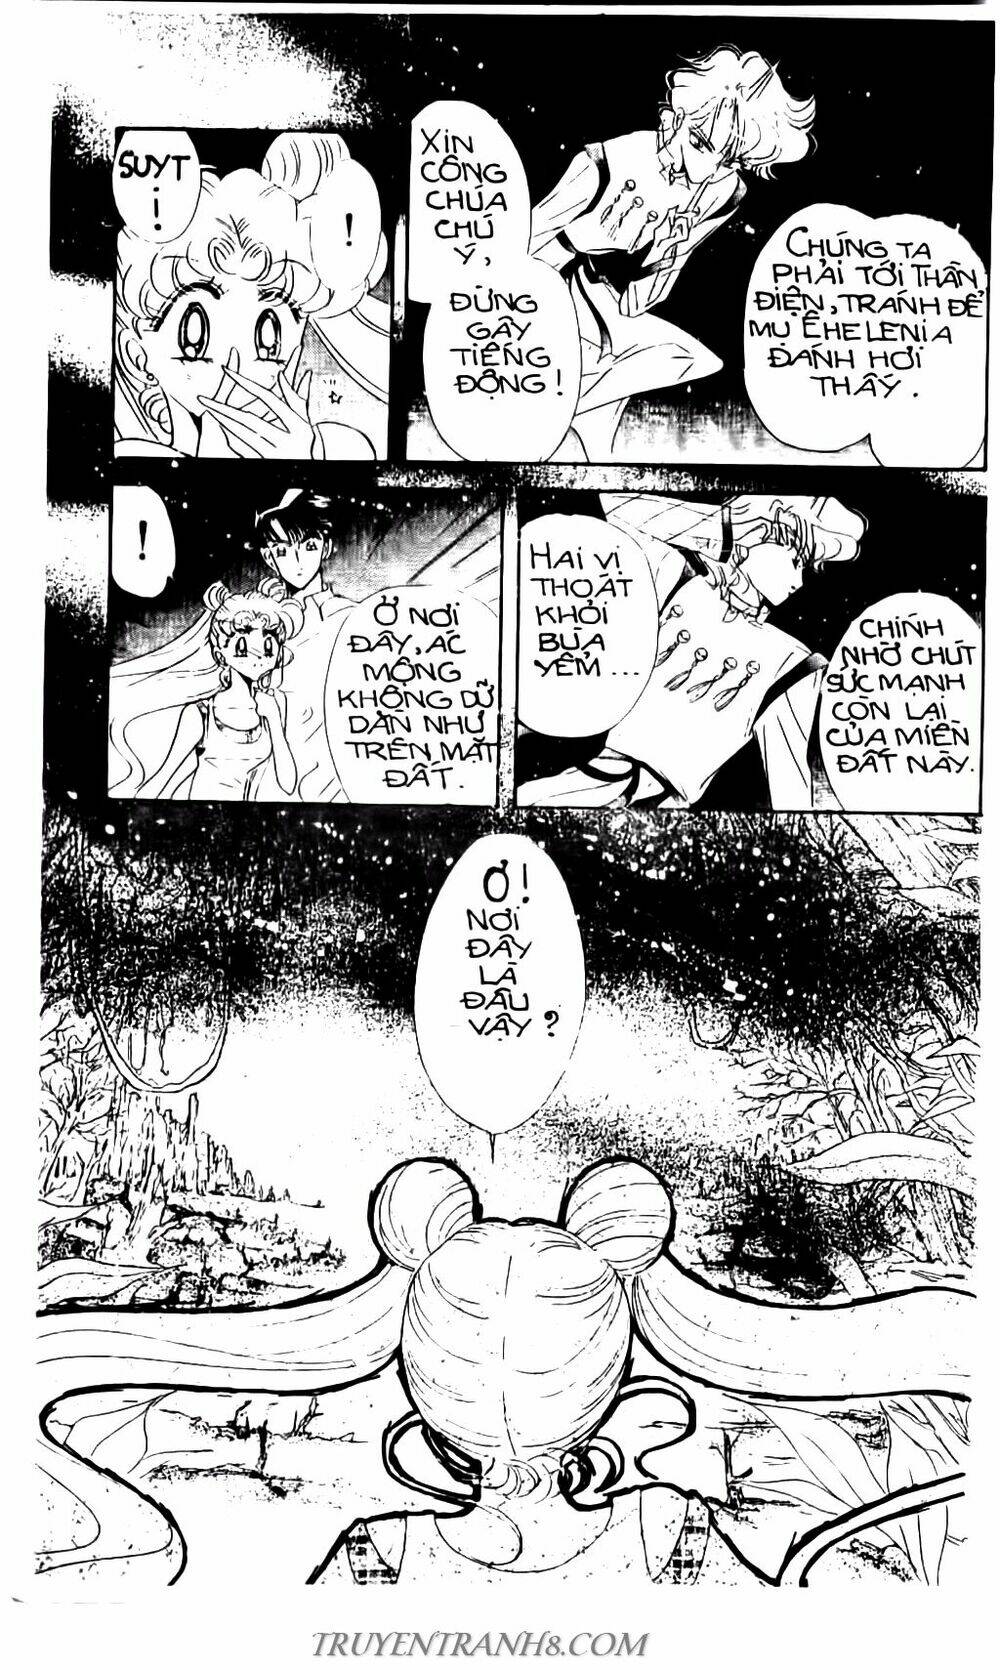 SUYT
!
!
XIN
CÔNG
CHÚA
CHÚ
Ý,
ĐỪNG
GÂY
TIẾNG
ĐỘNG!
CHÚNG TA
PHẢI TỚI THẦN
ĐIỆN, TRÁNH ĐỂ
MU ÊHELENIA
ĐÁNH HƠI
THẤY.
!
Ở NƠI
ĐÂY, ÁC
MỘNG
KHÔNG DỮ
DẰN NHƯ
TRÊN MẶT
ĐẤT.
HAI VỊ
THOÁT
KHỎI
BÙA
YỂM...
CHÍNH
NHỜ CHÚT
SỨC MẠNH
CÒN LẠI
CỦA MIỀN
ĐẤT NÀY.
Ơ!
NƠI
ĐÂY
LÀ
ĐÂU
VẬY?
TRUYENTRANH8.COM